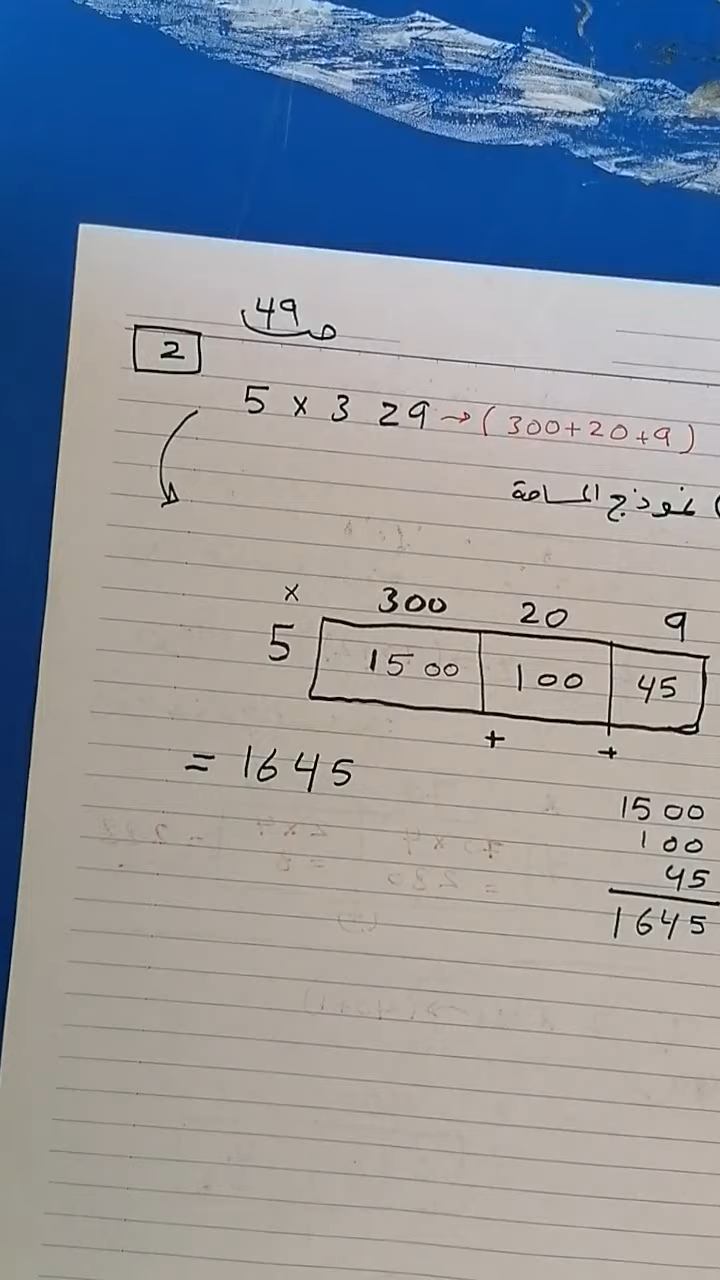 ص 49
2
5 x 3 29 → (300+20+9)
نموذج المساحة (
x 300 20 9
5 1500 100 45
+ +
= 1645
1500
100
45
1645